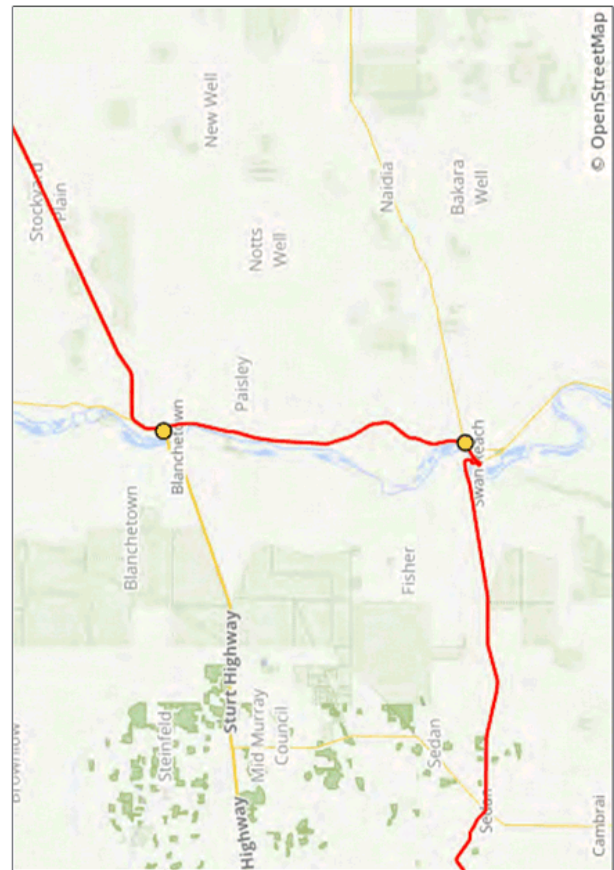 © OpenStreetMap
New Well
Stockyard
Plain
Naidia
Bakara
Well
Notts
Well
Paisley
Blanchetown
Swan Reach
Blanchetown
Fisher
Sturt Highway
Steinfeld
Mid Murray
Council
Sedan
Brownlow
Sedan
Highway
Cambrai